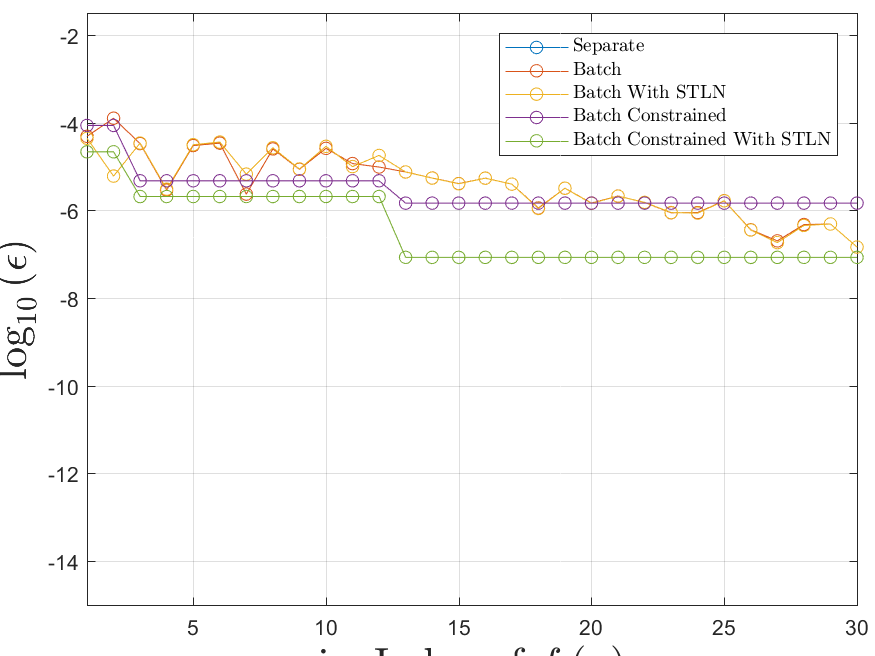 Separate
Batch
Batch With STLN
Batch Constrained
Batch Constrained With STLN
-2
-4
-6
-8
-10
-12
-14
log₁₀ (ϵ)
5
10
15
20
25
30